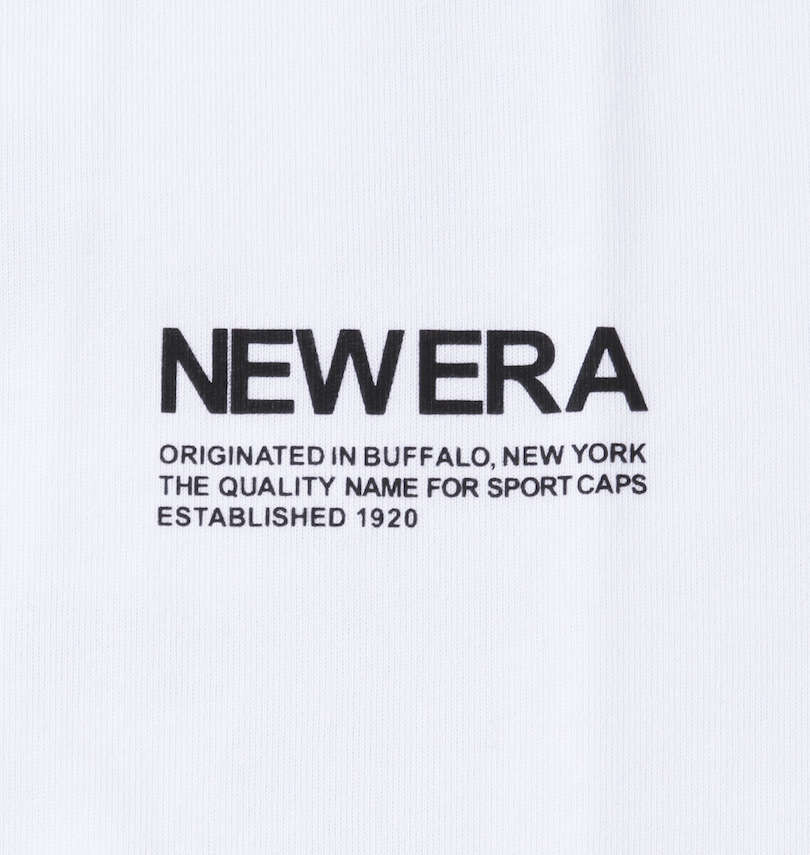 NEW ERA
ORIGINATED IN BUFFALO, NEW YORK
THE QUALITY NAME FOR SPORT CAPS
ESTABLISHED 1920